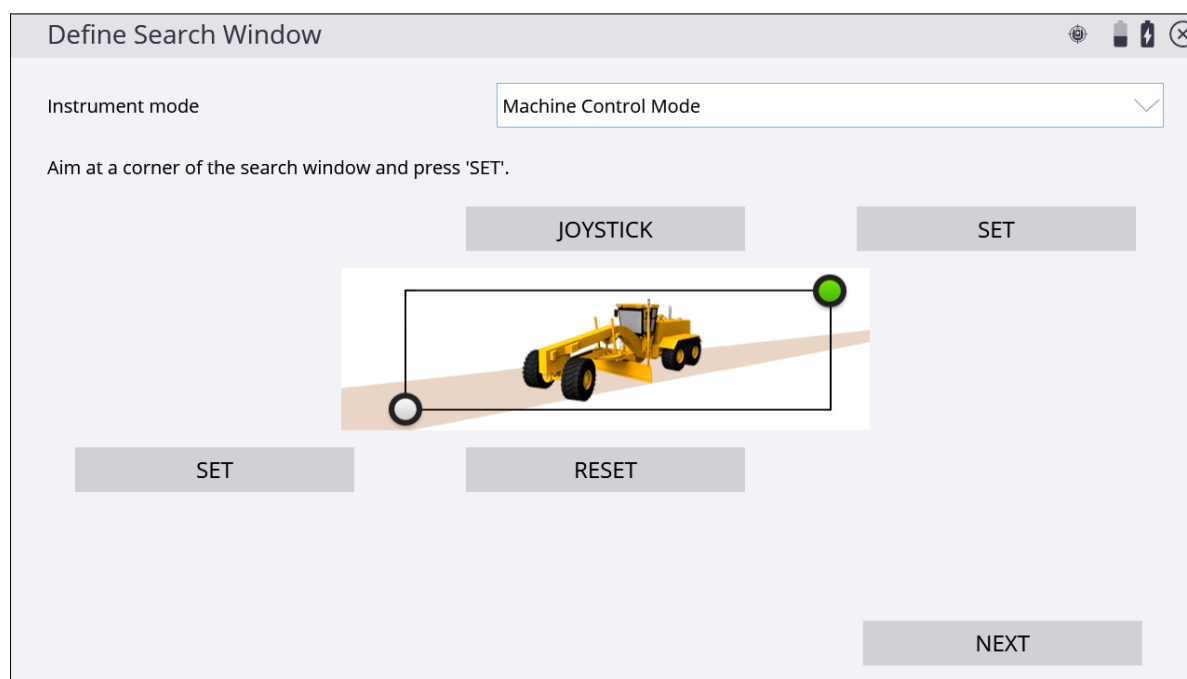 Define Search Window
Instrument mode
Machine Control Mode
Aim at a corner of the search window and press 'SET'.
JOYSTICK
SET
SET
RESET
NEXT